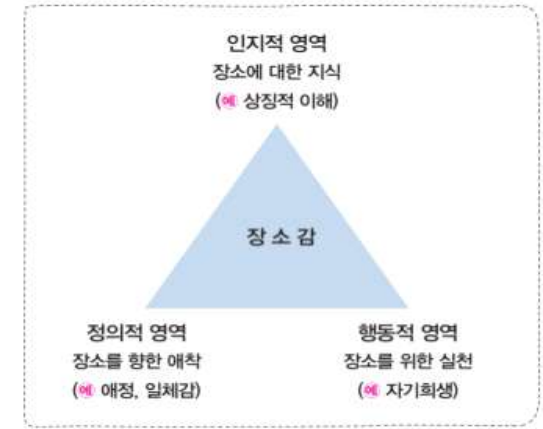 인지적 영역
장소에 대한 지식
(예 상징적 이해)
장소감
정의적 영역
장소를 향한 애착
(예 애정, 일체감)
행동적 영역
장소를 위한 실천
(예 자기희생)